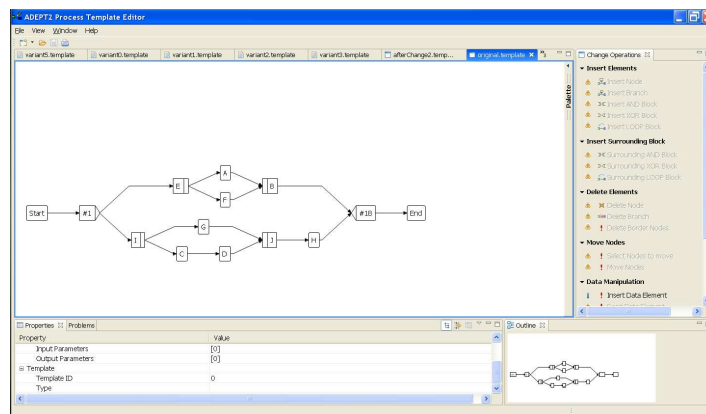 ADEPT2 Process Template Editor
File View Window Help
variant5.template variant0.template variant1.template variant2.template variant3.template afterChange2.temp... original.template
Change Operations
Palette
Insert Elements
Insert Node
Insert Branch
Insert AND Block
Insert XOR Block
Insert LOOP Block
Insert Surrounding Block
Surrounding AND Block
Surrounding XOR Block
Surrounding LOOP Block
Delete Elements
Delete Node
Delete Branch
Delete Border Nodes
Move Nodes
Select Nodes to move
Move Nodes
Data Manipulation
Insert Data Element
A
E B
F
Start #1 #1B End
G
I J H
C D
Properties Problems
Property Value
Input Parameters [0]
Output Parameters [0]
Template
Template ID 0
Type
Outline